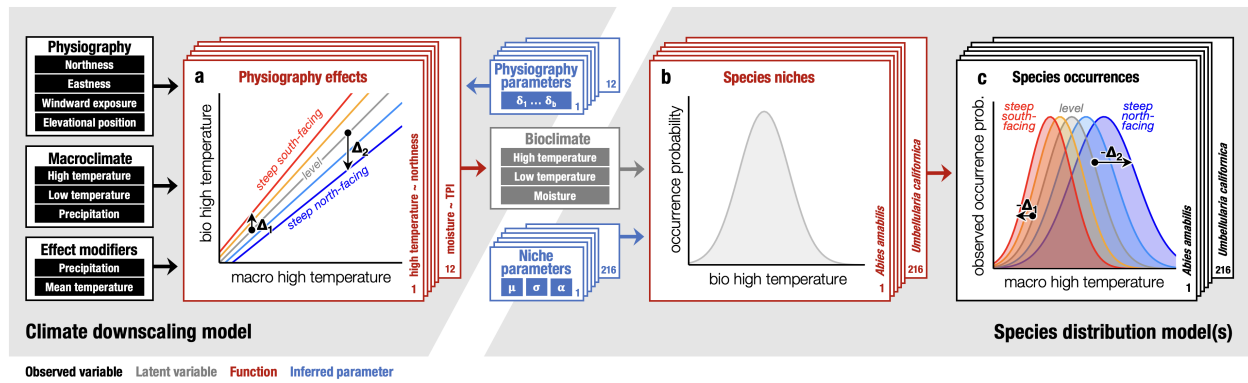 Physiography
Northness
Eastness
Windward exposure
Elevational position
Macroclimate
High temperature
Low temperature
Precipitation
Effect modifiers
Precipitation
Mean temperature
a
Physiography effects
bio high temperature
macro high temperature
steep south-facing
level
steep north-facing
Δ1
Δ2
high temperature ~ northness
1
moisture ~ TPI
12
Physiography
parameters
δ1 ... δb
1
12
Bioclimate
High temperature
Low temperature
Moisture
Niche
parameters
μ σ α
1
216
b
Species niches
occurrence probability
bio high temperature
Abies amabilis
1
Umbellularia californica
216
c
Species occurrences
observed occurrence prob.
macro high temperature
steep
south-
facing
level
steep
north-
facing
-Δ1
-Δ2
Abies amabilis
1
Umbellularia californica
216
Climate downscaling model
Species distribution model(s)
Observed variable Latent variable Function Inferred parameter